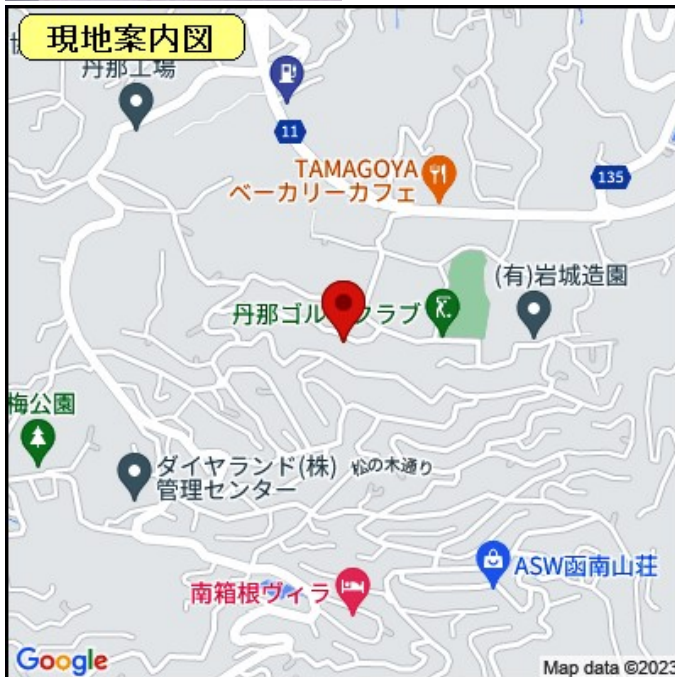 現地案内図
丹那工場
11
TAMAGOYA
ベーカリーカフェ
135
(有)岩城造園
丹那ゴル
クラブ
梅公園
ダイヤランド(株)
管理センター
松の木通り
ASW函南山荘
南箱根ヴィラ
Google
Map data ©2023